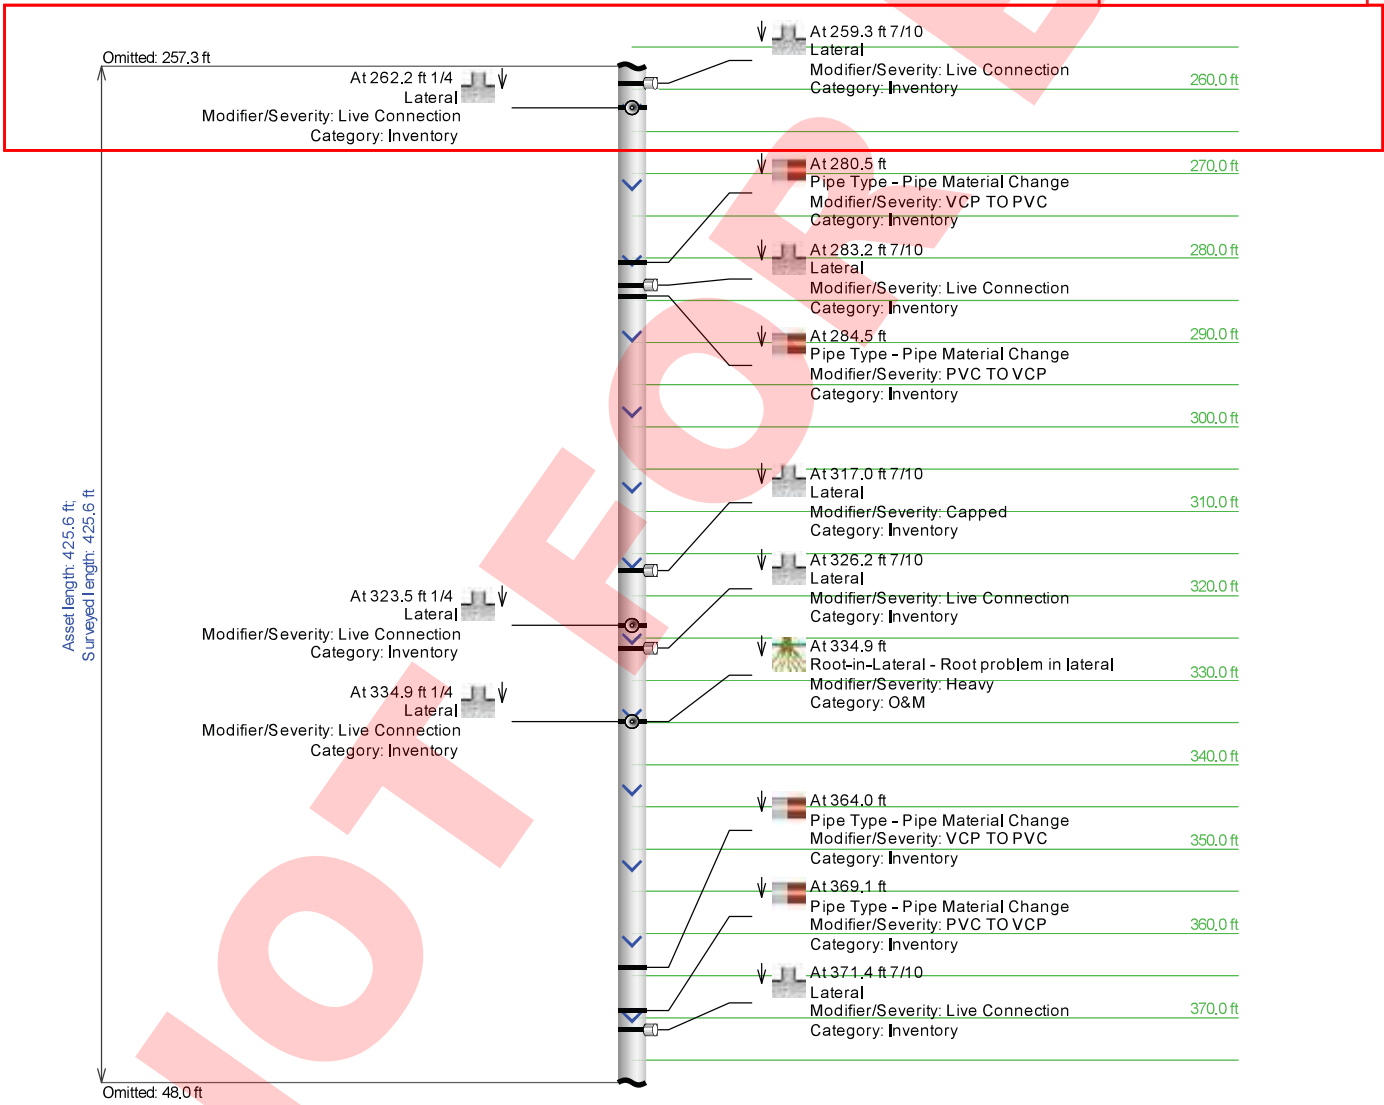 Omitted: 257.3 ft
At 259.3 ft 7/10
Lateral
Modifier/Severity: Live Connection
Category: Inventory
260.0 ft
At 262.2 ft 1/4
Lateral
Modifier/Severity: Live Connection
Category: Inventory
At 280.5 ft
Pipe Type - Pipe Material Change
Modifier/Severity: VCP TO PVC
Category: Inventory
270.0 ft
At 283.2 ft 7/10
Lateral
Modifier/Severity: Live Connection
Category: Inventory
280.0 ft
At 284.5 ft
Pipe Type - Pipe Material Change
Modifier/Severity: PVC TO VCP
Category: Inventory
290.0 ft
300.0 ft
At 317.0 ft 7/10
Lateral
Modifier/Severity: Capped
Category: Inventory
310.0 ft
Asset length: 425.6 ft;
Surveyed length: 425.6 ft
At 326.2 ft 7/10
Lateral
Modifier/Severity: Live Connection
Category: Inventory
320.0 ft
At 323.5 ft 1/4
Lateral
Modifier/Severity: Live Connection
Category: Inventory
At 334.9 ft
Root-in-Lateral - Root problem in lateral
Modifier/Severity: Heavy
Category: O&M
330.0 ft
At 334.9 ft 1/4
Lateral
Modifier/Severity: Live Connection
Category: Inventory
340.0 ft
At 364.0 ft
Pipe Type - Pipe Material Change
Modifier/Severity: VCP TO PVC
Category: Inventory
350.0 ft
At 369.1 ft
Pipe Type - Pipe Material Change
Modifier/Severity: PVC TO VCP
Category: Inventory
360.0 ft
At 371.4 ft 7/10
Lateral
Modifier/Severity: Live Connection
Category: Inventory
370.0 ft
Omitted: 48.0 ft
NOT FOR